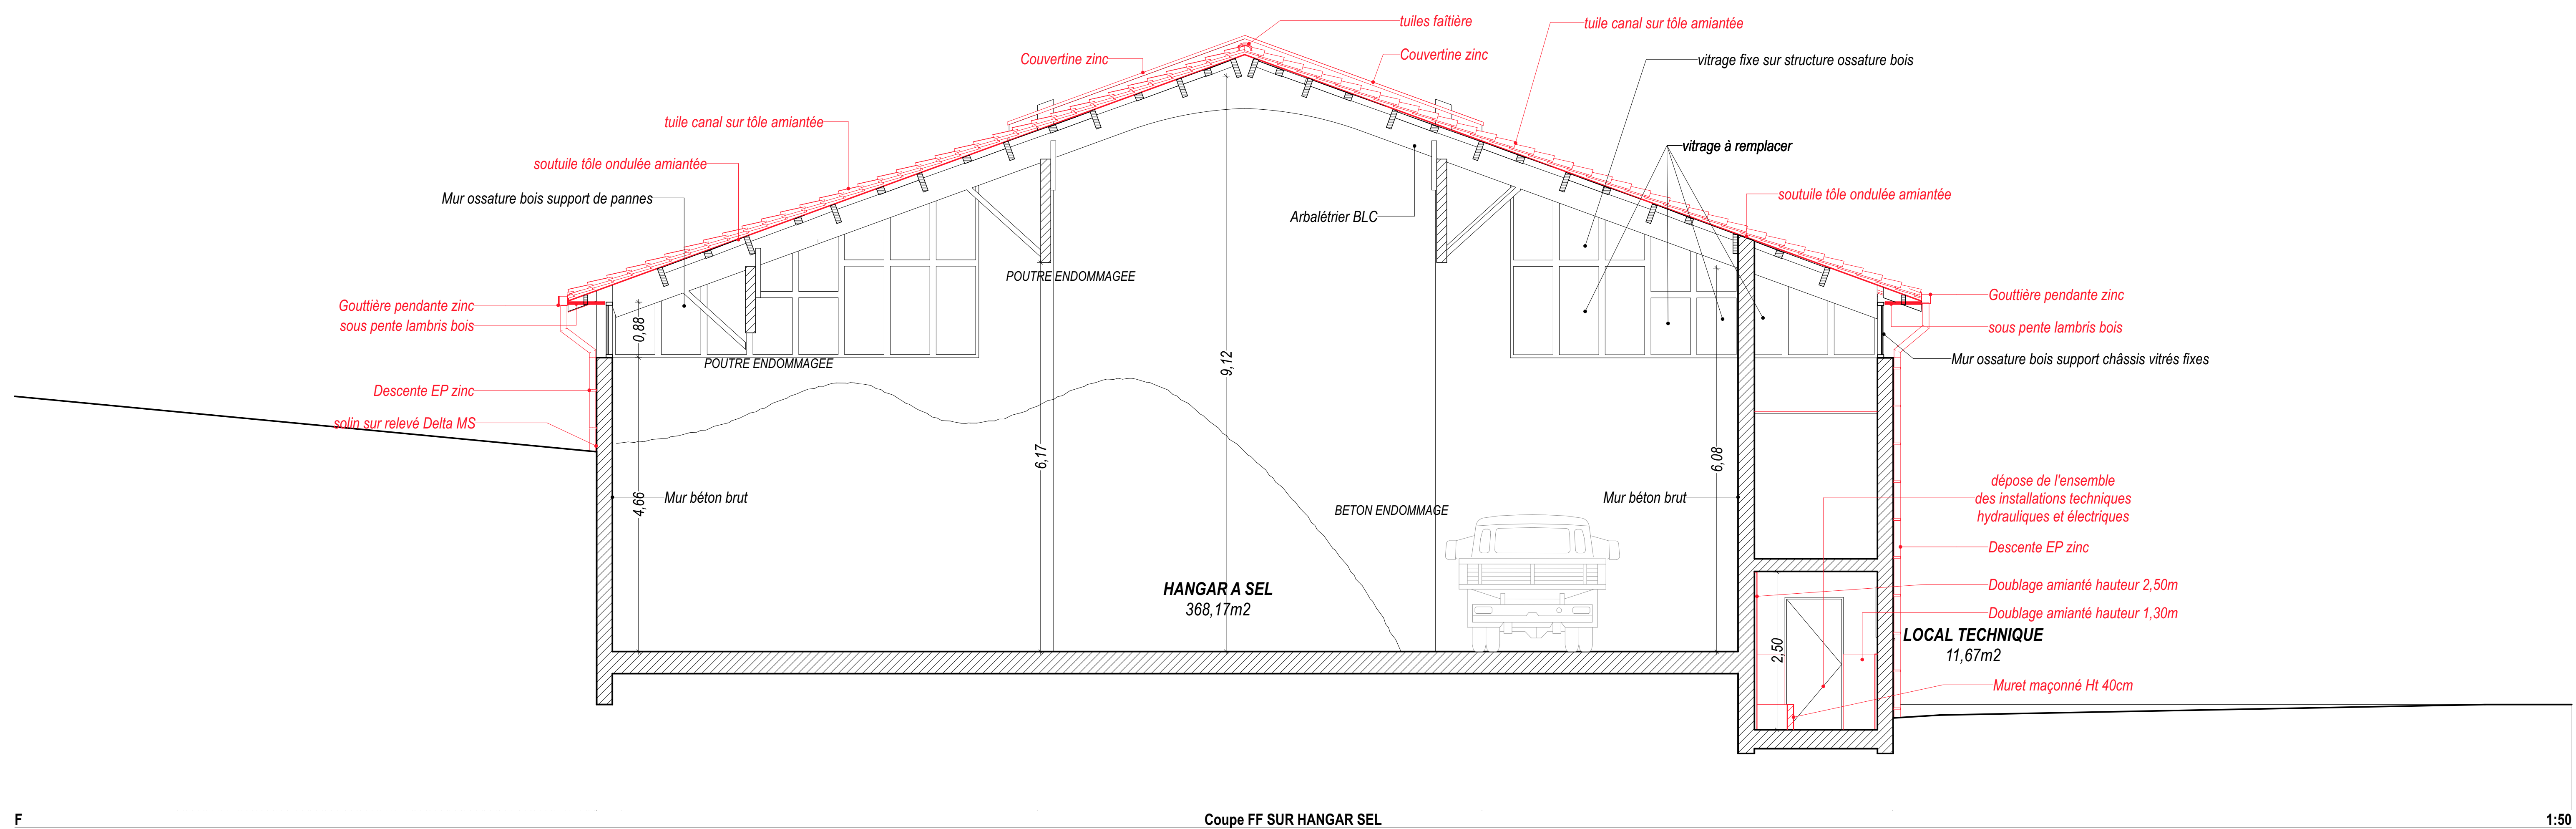 tuiles faîtière
tuile canal sur tôle amiantée
Couvertine zinc
Couvertine zinc
vitrage fixe sur structure ossature bois
tuile canal sur tôle amiantée
vitrage à remplacer
soutuile tôle ondulée amiantée
Mur ossature bois support de pannes
soutuile tôle ondulée amiantée
Arbalétrier BLC
POUTRE ENDOMMAGEE
Gouttière pendante zinc
sous pente lambris bois
Gouttière pendante zinc
sous pente lambris bois
0,88
POUTRE ENDOMMAGEE
9,12
Mur ossature bois support châssis vitrés fixes
Descente EP zinc
solin sur relevé Delta MS
6,17
6,08
4,66
Mur béton brut
Mur béton brut
BETON ENDOMMAGE
dépose de l'ensemble
des installations techniques
hydrauliques et électriques
Descente EP zinc
HANGAR A SEL
368,17m2
Doublage amianté hauteur 2,50m
Doublage amianté hauteur 1,30m
LOCAL TECHNIQUE
11,67m2
2,50
Muret maçonné Ht 40cm
F
Coupe FF SUR HANGAR SEL
1:50